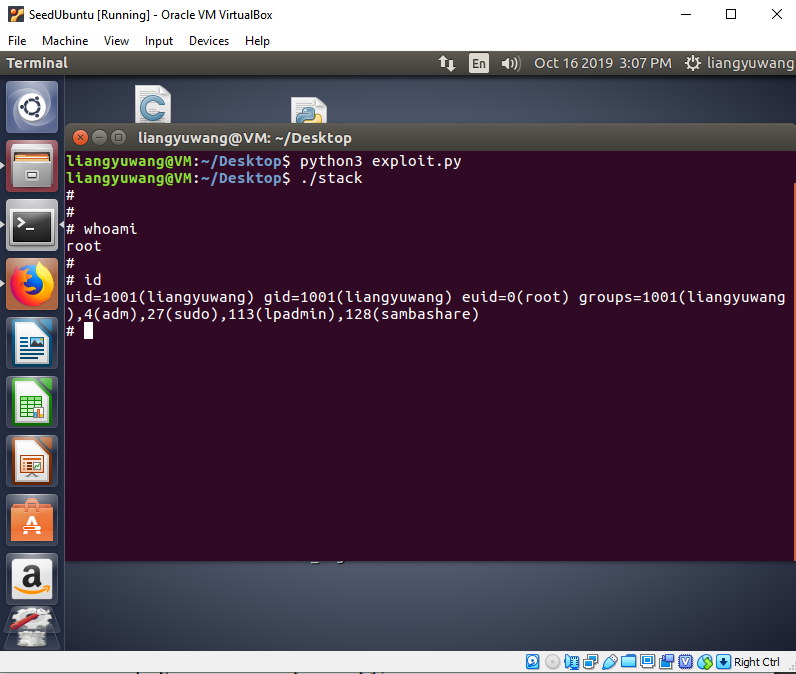 SeedUbuntu [Running] - Oracle VM VirtualBox
File Machine View Input Devices Help
Terminal En Oct 16 2019 3:07 PM liangyuwang
liangyuwang@VM: ~/Desktop
liangyuwang@VM:~/Desktop$ python3 exploit.py
liangyuwang@VM:~/Desktop$ ./stack
#
#
# whoami
root
#
# id
uid=1001(liangyuwang) gid=1001(liangyuwang) euid=0(root) groups=1001(liangyuwang
),4(adm),27(sudo),113(lpadmin),128(sambashare)
#
Right Ctrl